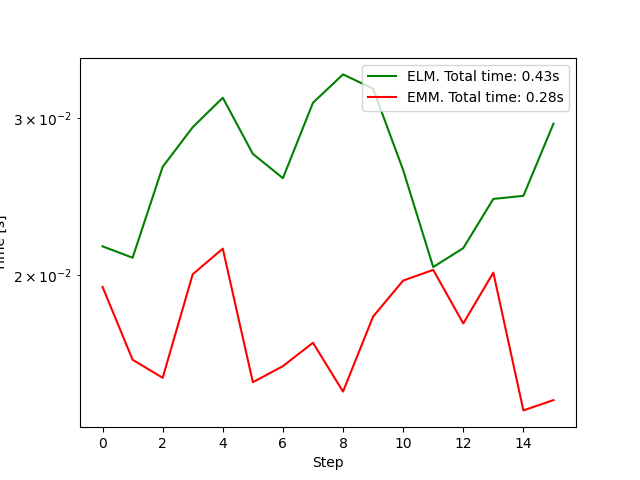 ELM. Total time: 0.43s
EMM. Total time: 0.28s
3 × 10⁻²
2 × 10⁻²
Time [s]
0 2 4 6 8 10 12 14
Step